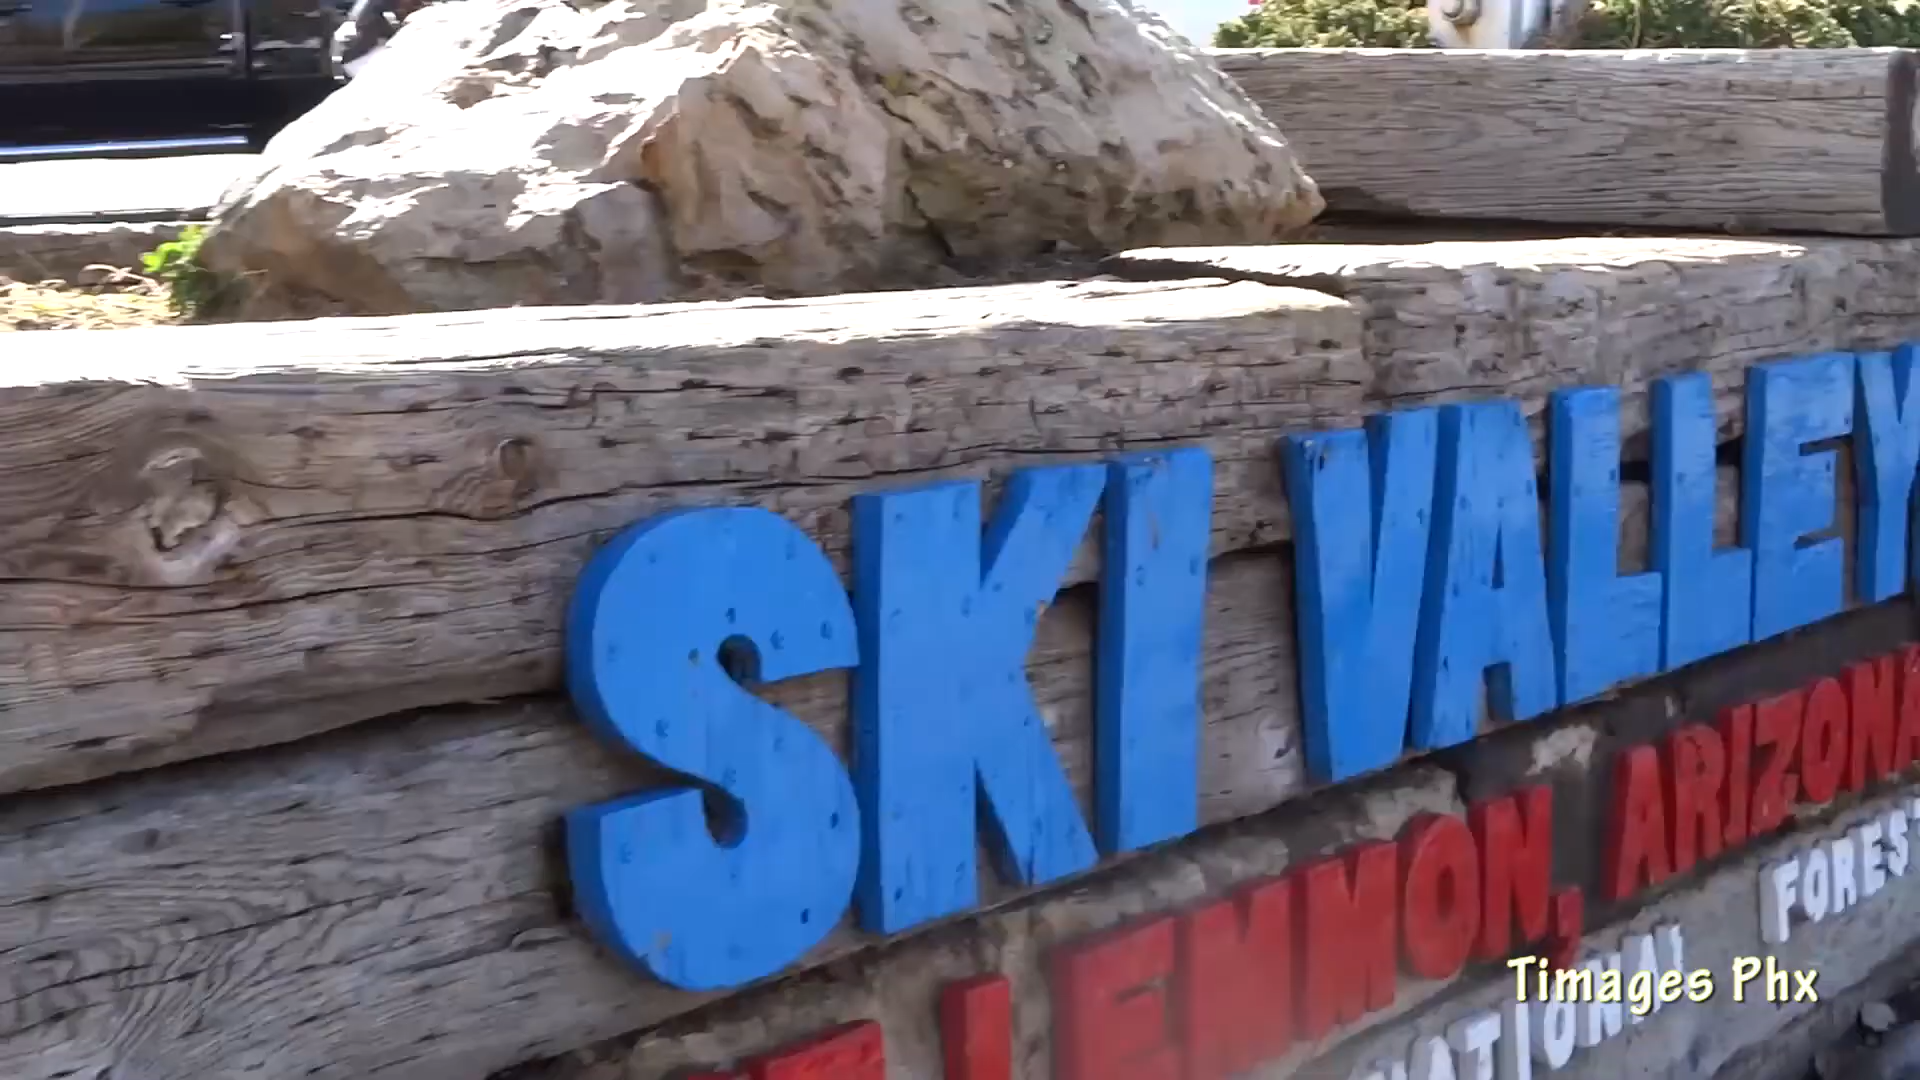 SKI VALLEY
LEMMON, ARIZONA
NATIONAL FOREST
Timages Phx